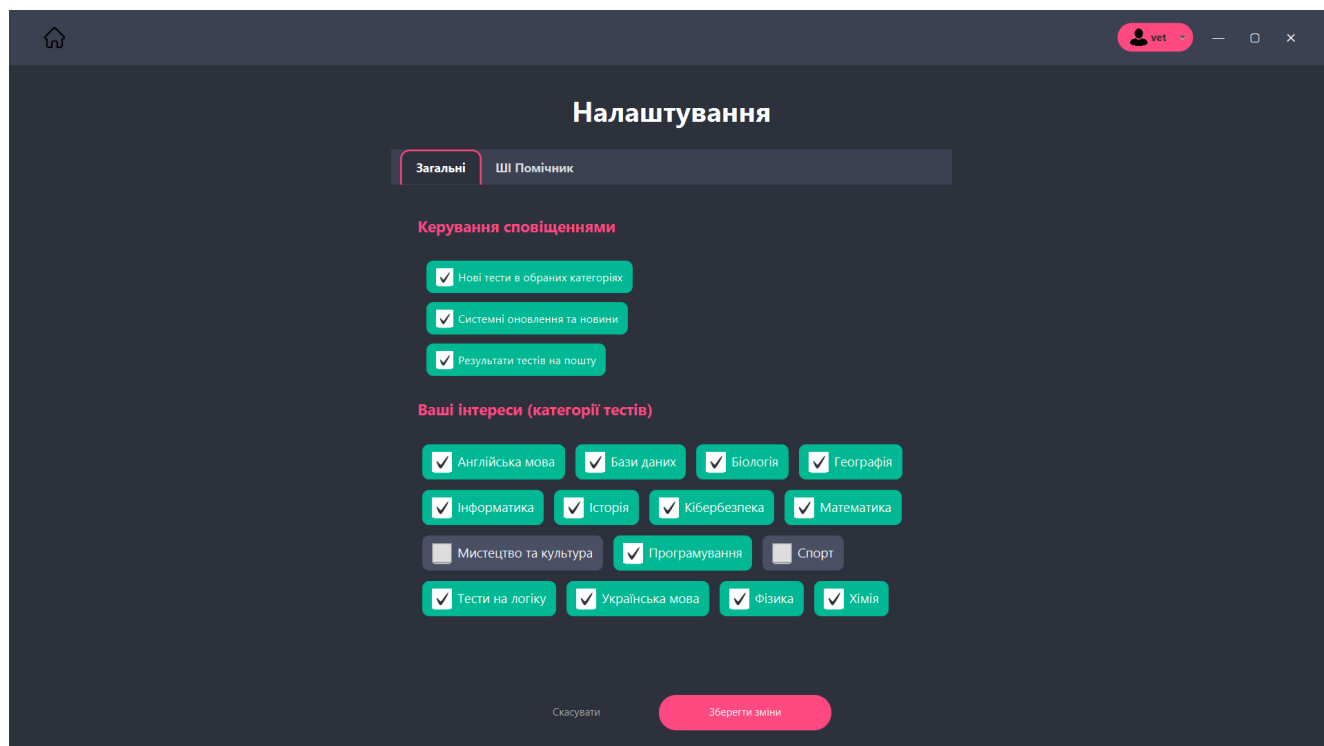 vet
Налаштування
Загальні ШІ Помічник
Керування сповіщеннями
Нові тести в обраних категоріях
Системні оновлення та новини
Результати тестів на пошту
Ваші інтереси (категорії тестів)
Англійська мова Бази даних Біологія Географія
Інформатика Історія Кібербезпека Математика
Мистецтво та культура Програмування Спорт
Тести на логіку Українська мова Фізика Хімія
Скасувати Зберегти зміни